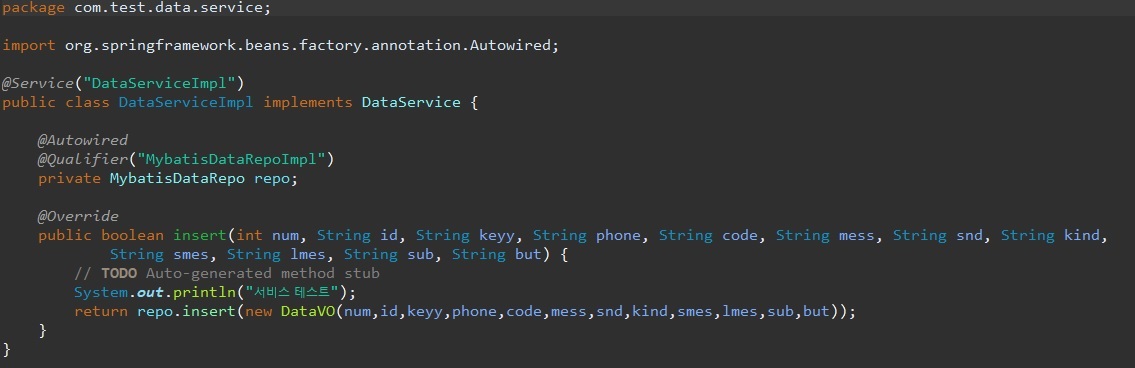 package com.test.data.service;
import org.springframework.beans.factory.annotation.Autowired;
@Service("DataServiceImpl")
public class DataServiceImpl implements DataService {
@Autowired
@Qualifier("MybatisDataRepoImpl")
private MybatisDataRepo repo;
@Override
public boolean insert(int num, String id, String keyy, String phone, String code, String mess, String snd, String kind,
String smes, String lmes, String sub, String but) {
// TODO Auto-generated method stub
System.out.println("서비스 테스트");
return repo.insert(new DataVO(num,id,keyy,phone,code,mess,snd,kind,smes,lmes,sub,but));
}
}